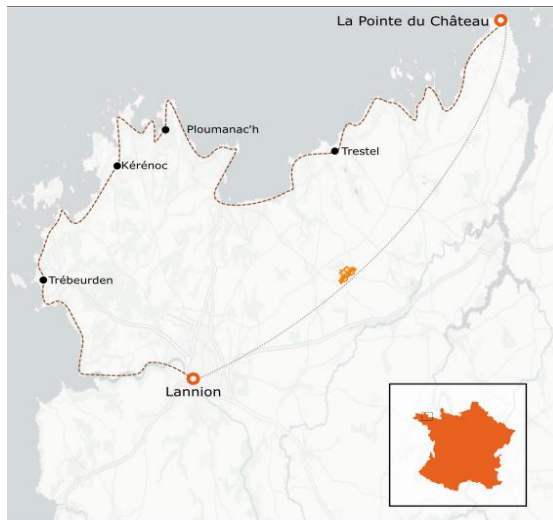 La Pointe du Château
Ploumanac'h
Trestel
Kérénoc
Trébeurden
Lannion